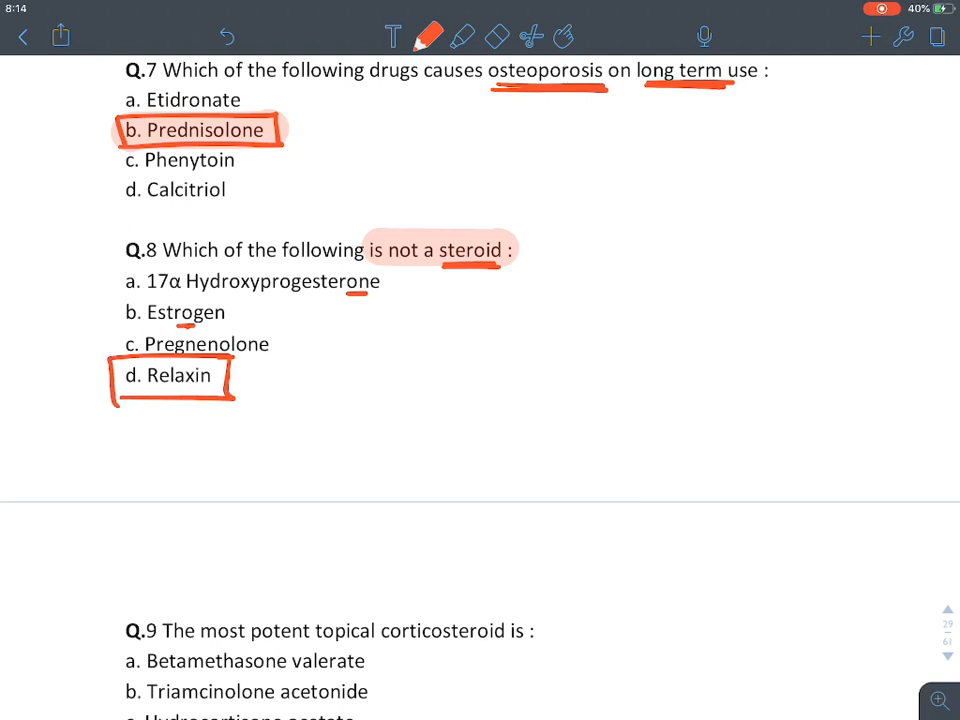 8:14
40%
T
Q.7 Which of the following drugs causes osteoporosis on long term use :
a. Etidronate
b. Prednisolone
c. Phenytoin
d. Calcitriol
Q.8 Which of the following is not a steroid :
a. 17α Hydroxyprogesterone
b. Estrogen
c. Pregnenolone
d. Relaxin
29
61
Q.9 The most potent topical corticosteroid is :
a. Betamethasone valerate
b. Triamcinolone acetonide
c. Hydrocortisone acetate